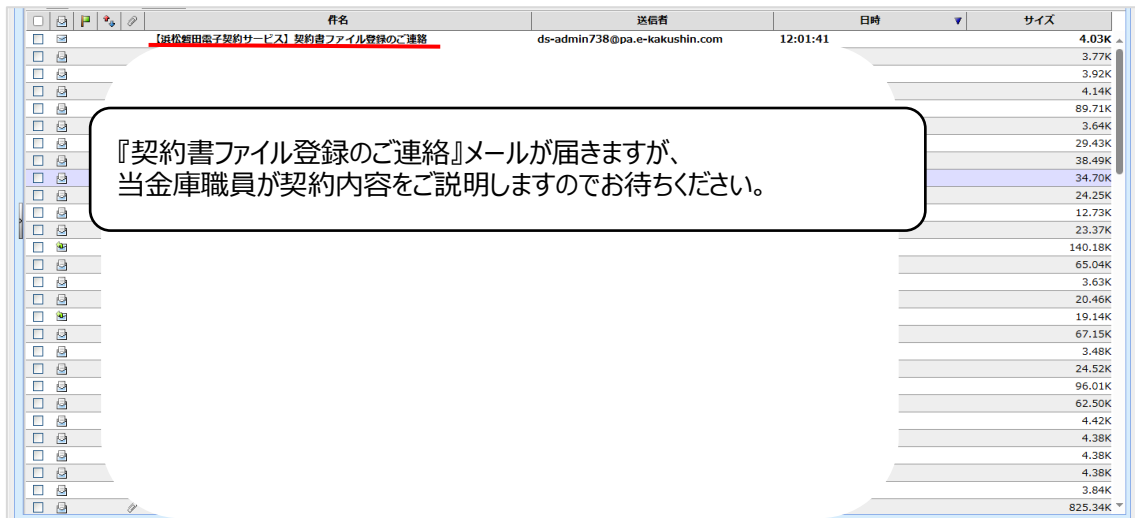 件名 送信者 日時 ▼ サイズ
【浜松磐田電子契約サービス】契約書ファイル登録のご連絡 ds-admin738@pa.e-kakushin.com 12:01:41 4.03K
3.77K
3.92K
4.14K
89.71K
3.64K
『契約書ファイル登録のご連絡』メールが届きますが、
当金庫職員が契約内容をご説明しますのでお待ちください。
29.43K
38.49K
34.70K
24.25K
12.73K
23.37K
140.18K
65.04K
3.63K
20.46K
19.14K
67.15K
3.48K
24.52K
96.01K
62.50K
4.42K
4.38K
4.38K
4.38K
3.84K
825.34K